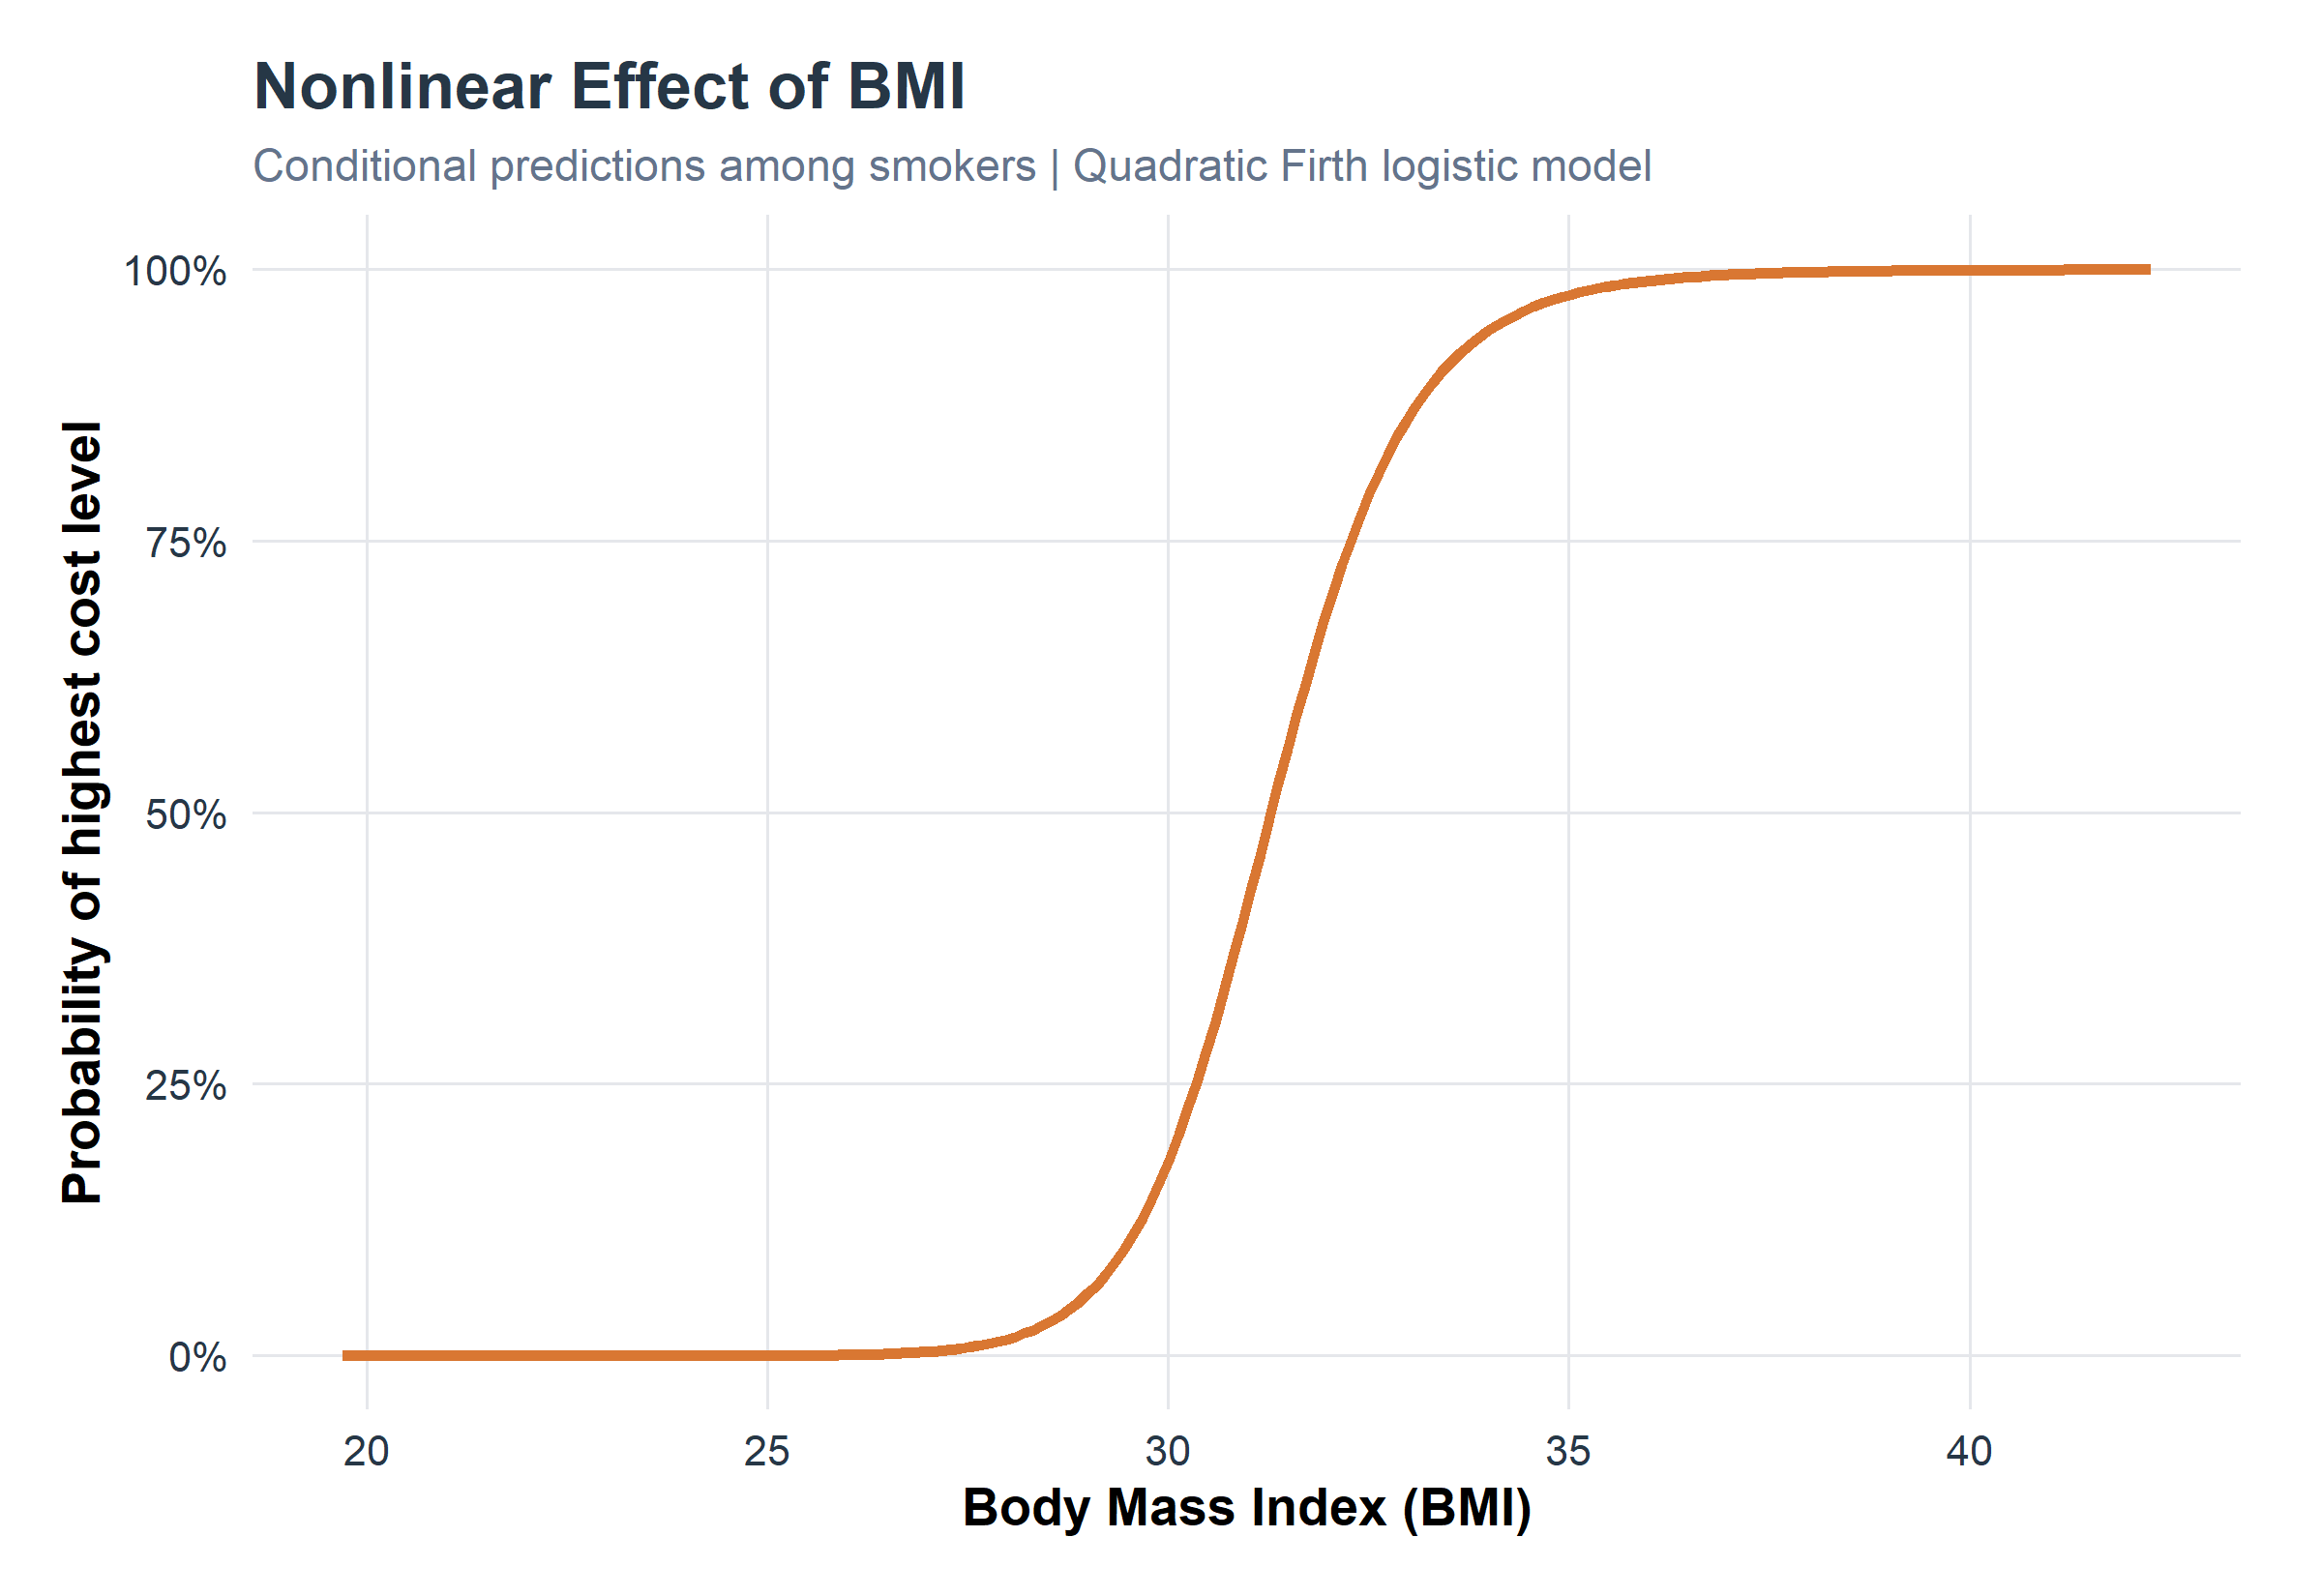 Nonlinear Effect of BMI
Conditional predictions among smokers | Quadratic Firth logistic model
Probability of highest cost level
100%
75%
50%
25%
0%
20 25 30 35 40
Body Mass Index (BMI)